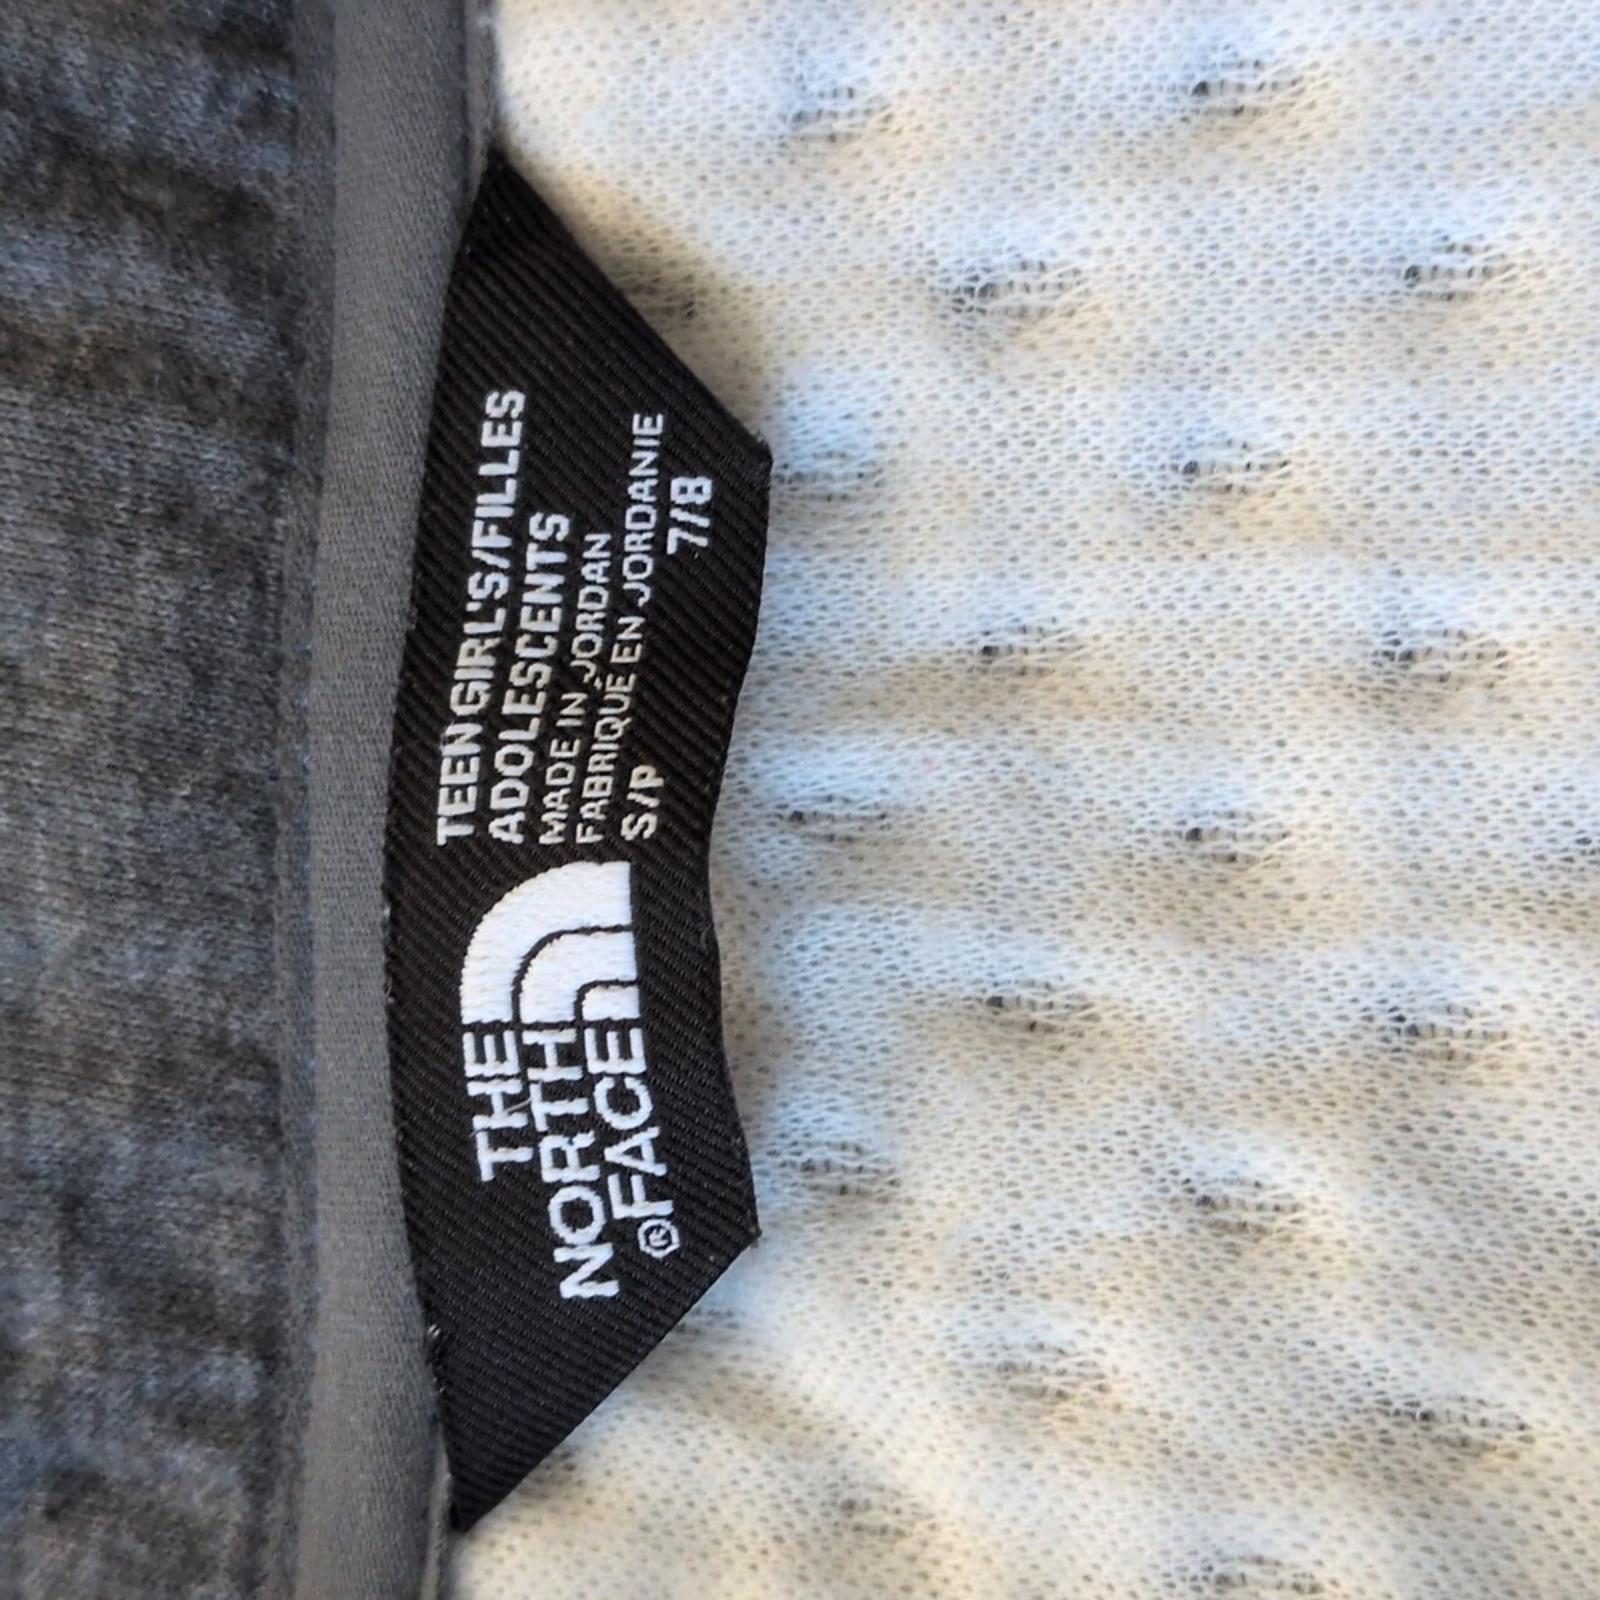 THE
NORTH
FACE®
TEEN GIRL'S/FILLES
ADOLESCENTS
MADE IN JORDAN
FABRIQUÉ EN JORDANIE
S/P 7/8